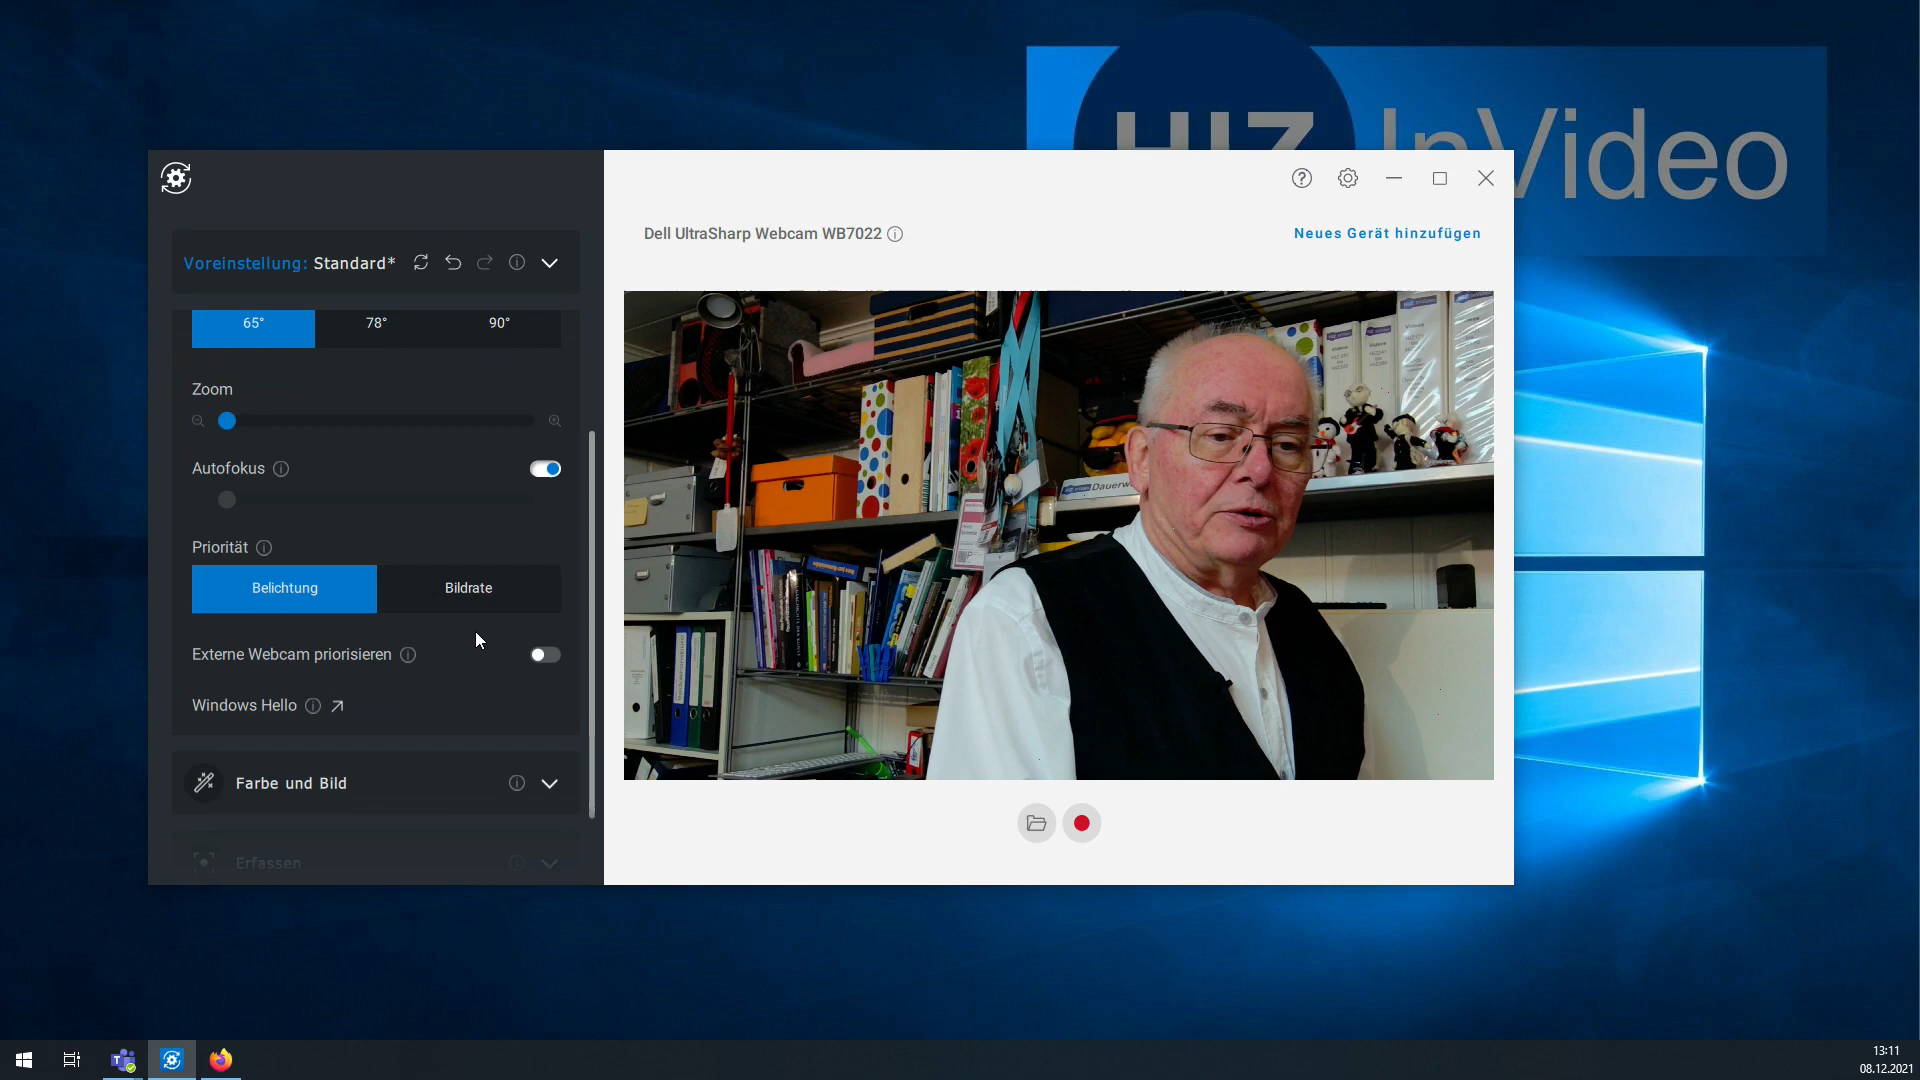 HIZ InVideo
Dell UltraSharp Webcam WB7022
Neues Gerät hinzufügen
Voreinstellung: Standard*
65°
78°
90°
Zoom
Autofokus
Priorität
Belichtung
Bildrate
Externe Webcam priorisieren
Windows Hello
Farbe und Bild
Erfassen
13:11
08.12.2021